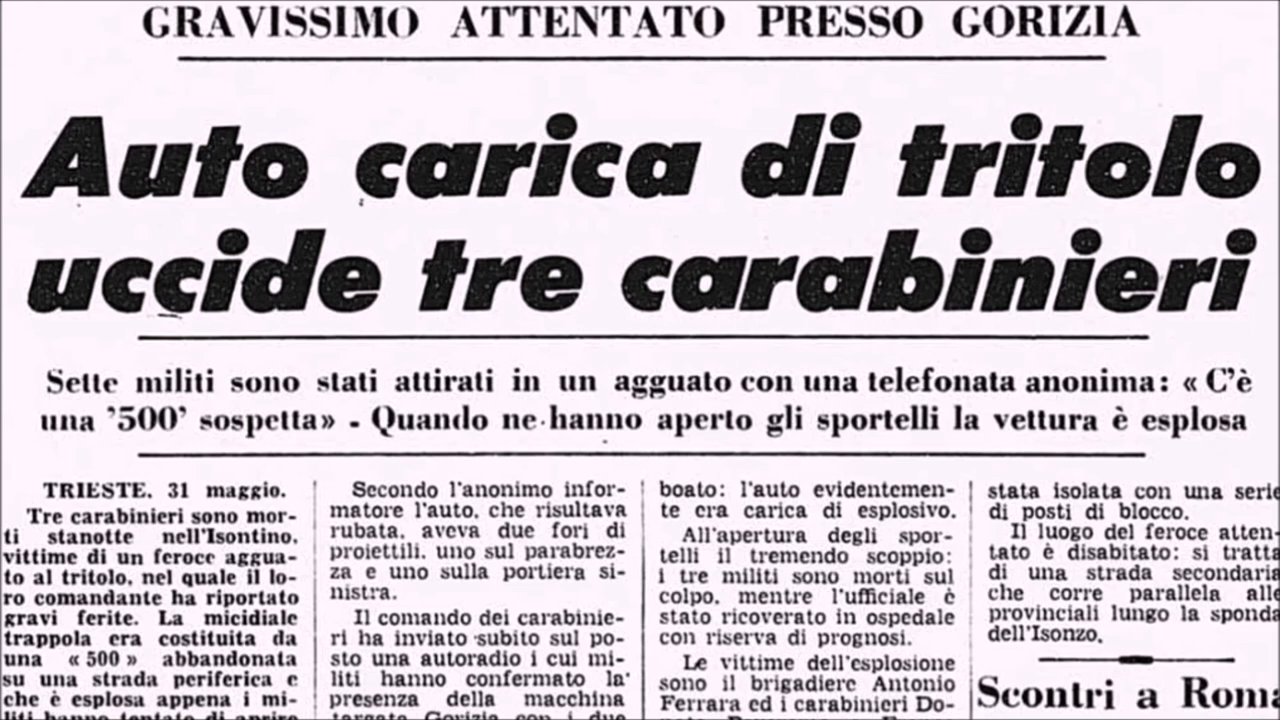 GRAVISSIMO ATTENTATO PRESSO GORIZIA
Auto carica di tritolo
uccide tre carabinieri
Sette militi sono stati attirati in un agguato con una telefonata anonima: « C'è
una '500' sospetta» - Quando ne hanno aperto gli sportelli la vettura è esplosa
TRIESTE, 31 maggio.
Tre carabinieri sono mor-
ti stanotte nell'Isontino,
vittime di un feroce aggua-
to al tritolo, nel quale il lo-
ro comandante ha riportato
gravi ferite. La micidiale
trappola era costituita da
una « 500 » abbandonata
su una strada periferica e
che è esplosa appena i mi-
liti hanno tentato di aprire
Secondo l'anonimo infor-
matore l'auto, che risultava
rubata, aveva due fori di
proiettili, uno sul parabrez-
za e uno sulla portiera si-
nistra.
Il comando dei carabinie-
ri ha inviato subito sul po-
sto una autoradio i cui mi-
liti hanno confermato la
presenza della macchina
targata Gorizia con i due
boato: l'auto evidentemen-
te era carica di esplosivo.
All'apertura degli spor-
telli il tremendo scoppio:
i tre militi sono morti sul
colpo, mentre l'ufficiale è
stato ricoverato in ospedale
con riserva di prognosi.
Le vittime dell'esplosione
sono il brigadiere Antonio
Ferrara ed i carabinieri Do-
stata isolata con una serie
di posti di blocco.
Il luogo del feroce atten-
tato è disabitato: si tratta
di una strada secondaria
che corre parallela alle
provinciali lungo la sponda
dell'Isonzo.
Scontri a Roma